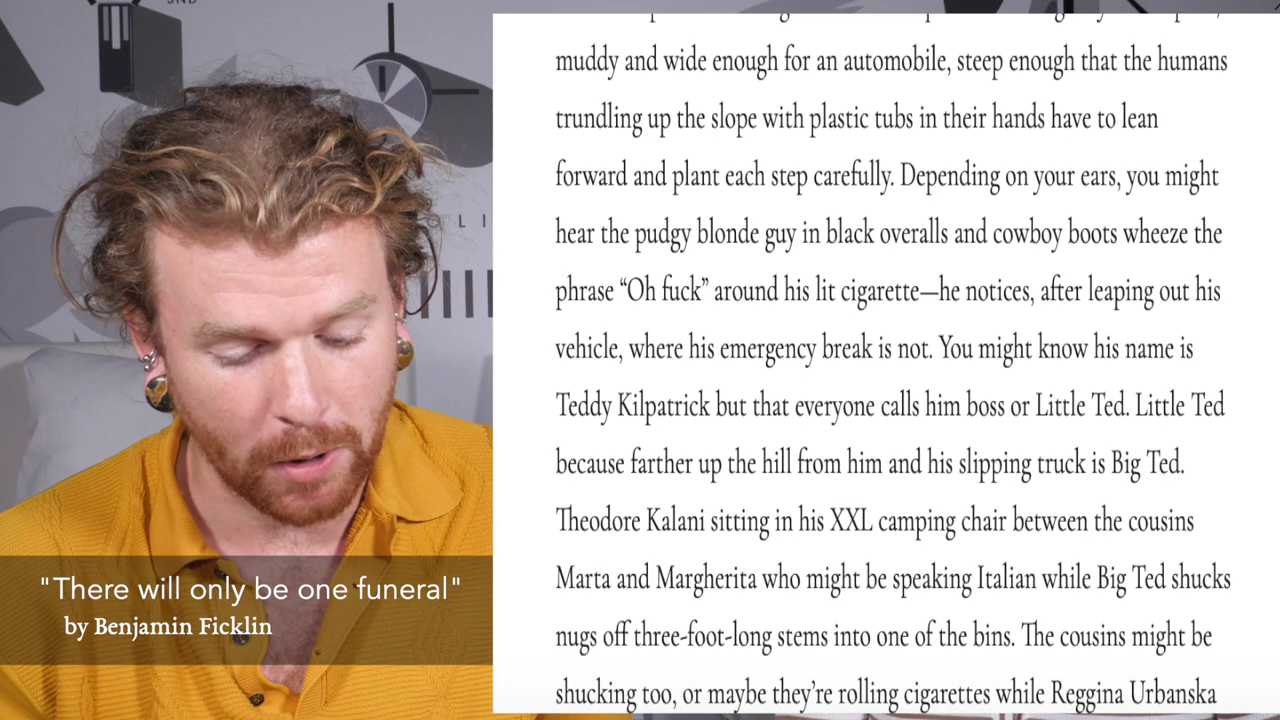 muddy and wide enough for an automobile, steep enough that the humans
trundling up the slope with plastic tubs in their hands have to lean
forward and plant each step carefully. Depending on your ears, you might
hear the pudgy blonde guy in black overalls and cowboy boots wheeze the
phrase “Oh fuck” around his lit cigarette—he notices, after leaping out his
vehicle, where his emergency break is not. You might know his name is
Teddy Kilpatrick but that everyone calls him boss or Little Ted. Little Ted
because farther up the hill from him and his slipping truck is Big Ted.
Theodore Kalani sitting in his XXL camping chair between the cousins
Marta and Margherita who might be speaking Italian while Big Ted shucks
nugs off three-foot-long stems into one of the bins. The cousins might be
shucking too, or maybe they’re rolling cigarettes while Reggina Urbanska
"There will only be one funeral"
by Benjamin Ficklin